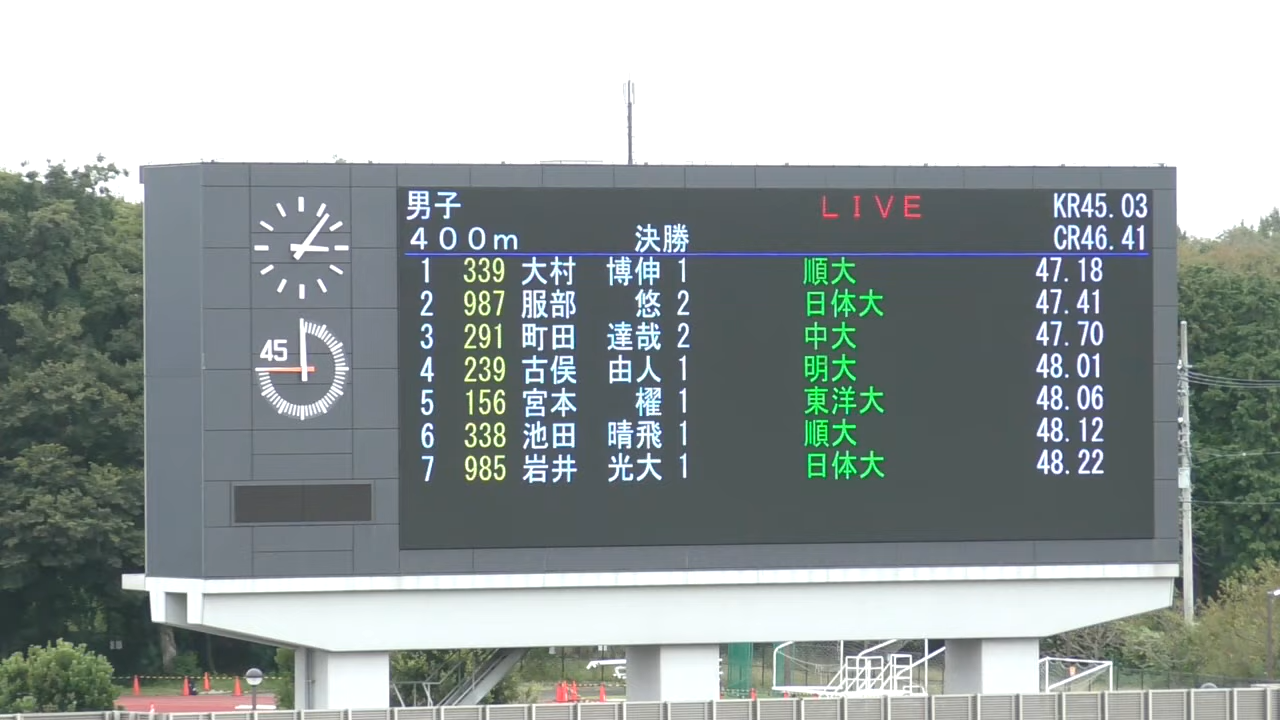 男子 LIVE KR45.03
400m 決勝 CR46.41
1 339 大村 博伸 1 順大 47.18
2 987 服部 悠 2 日体大 47.41
3 291 町田 達哉 2 中大 47.70
4 239 古俣 由人 1 明大 48.01
5 156 宮本 櫂 1 東洋大 48.06
6 338 池田 晴飛 1 順大 48.12
7 985 岩井 光大 1 日体大 48.22
45